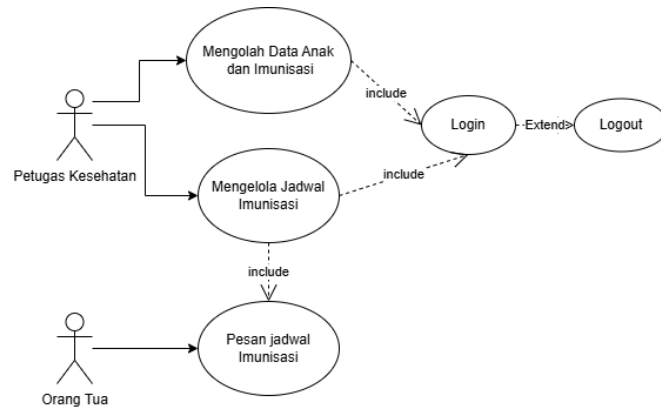 Mengolah Data Anak
dan Imunisasi
include
Login
Extend>
Logout
Petugas Kesehatan
Mengelola Jadwal
Imunisasi
include
include
Pesan jadwal
Imunisasi
Orang Tua